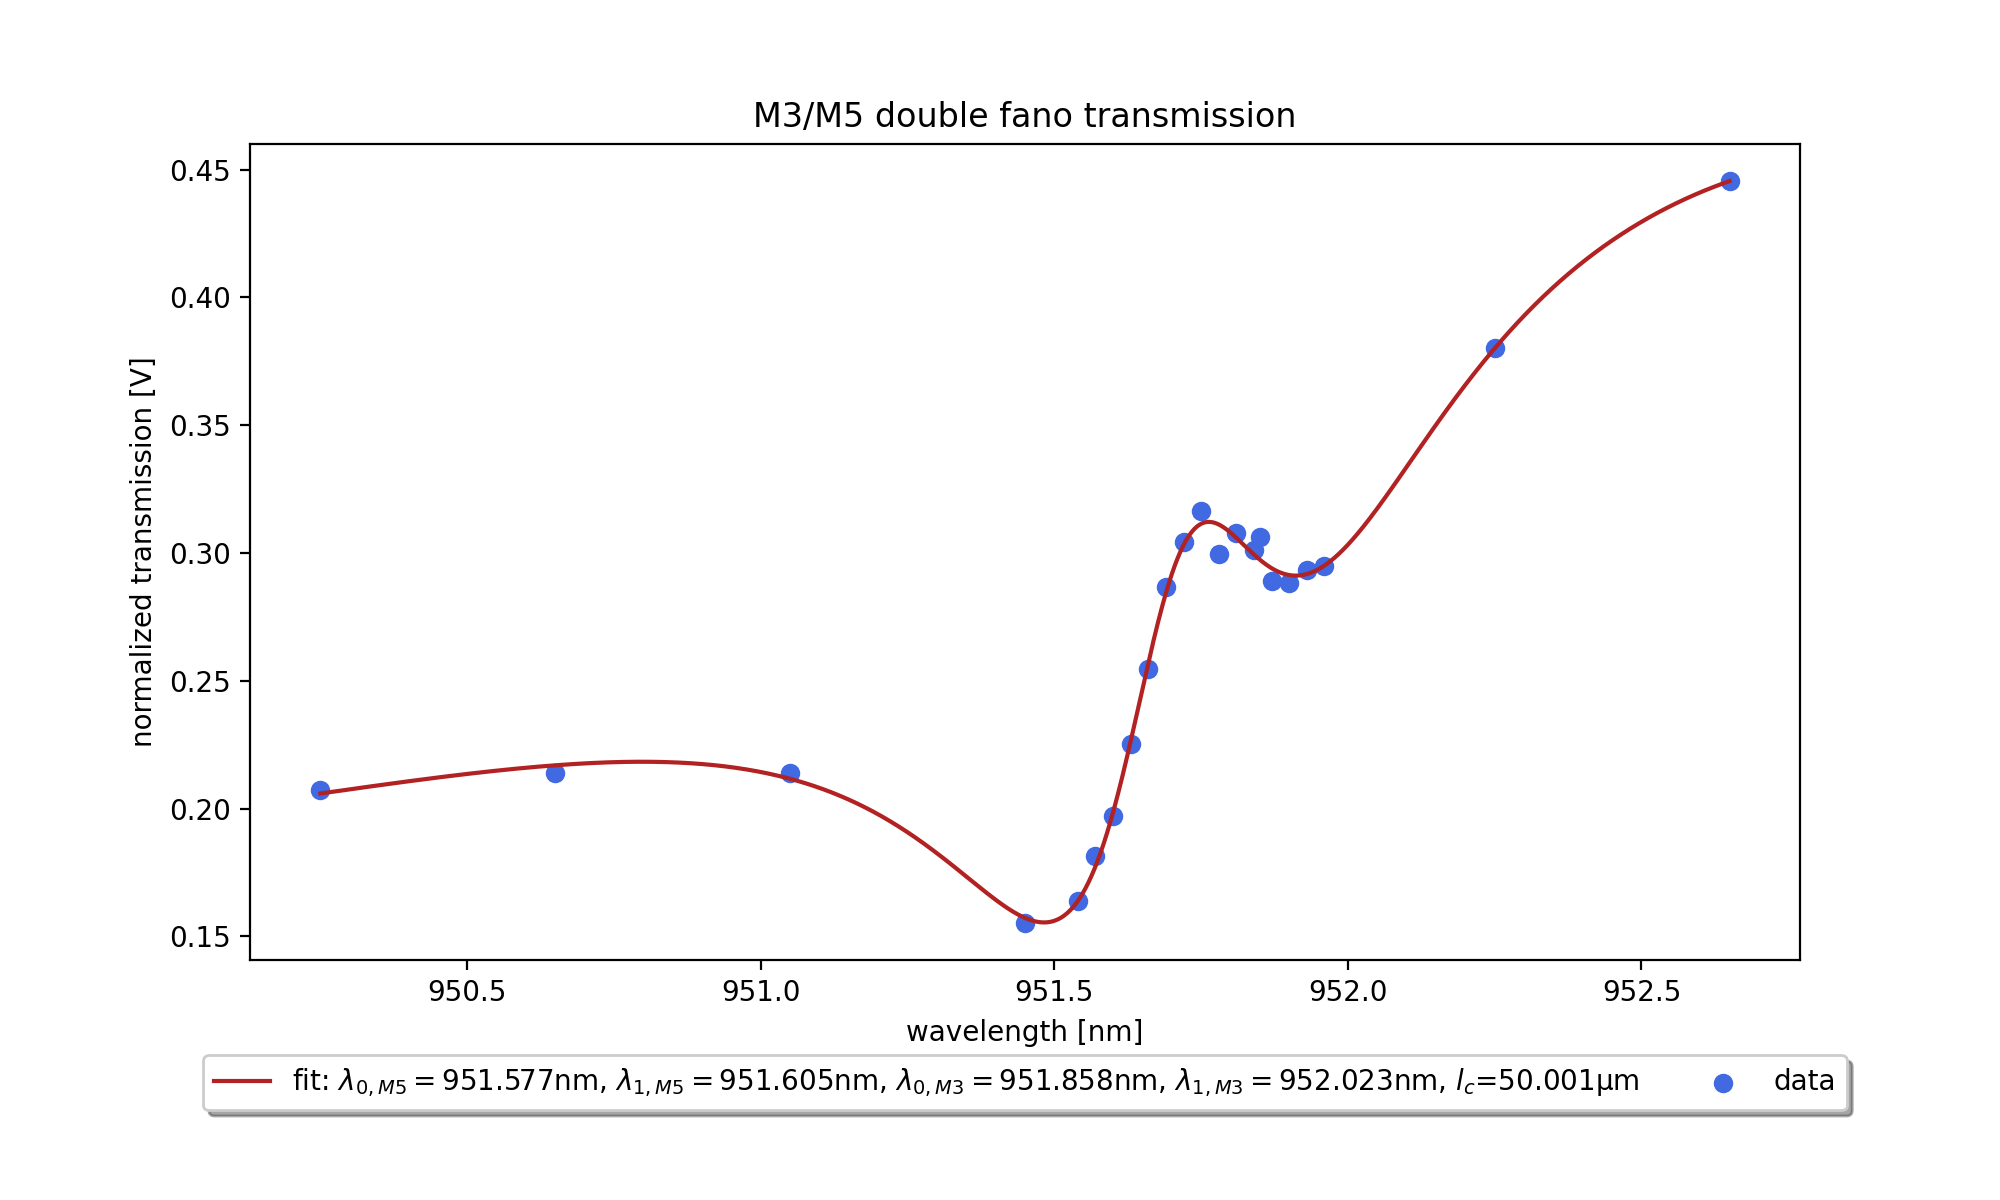 M3/M5 double fano transmission
normalized transmission [V]
0.45
0.40
0.35
0.30
0.25
0.20
0.15
950.5 951.0 951.5 952.0 952.5
wavelength [nm]
fit: λ₀,M5 = 951.577nm, λ₁,M5 = 951.605nm, λ₀,M3 = 951.858nm, λ₁,M3 = 952.023nm, l_c=50.001μm data